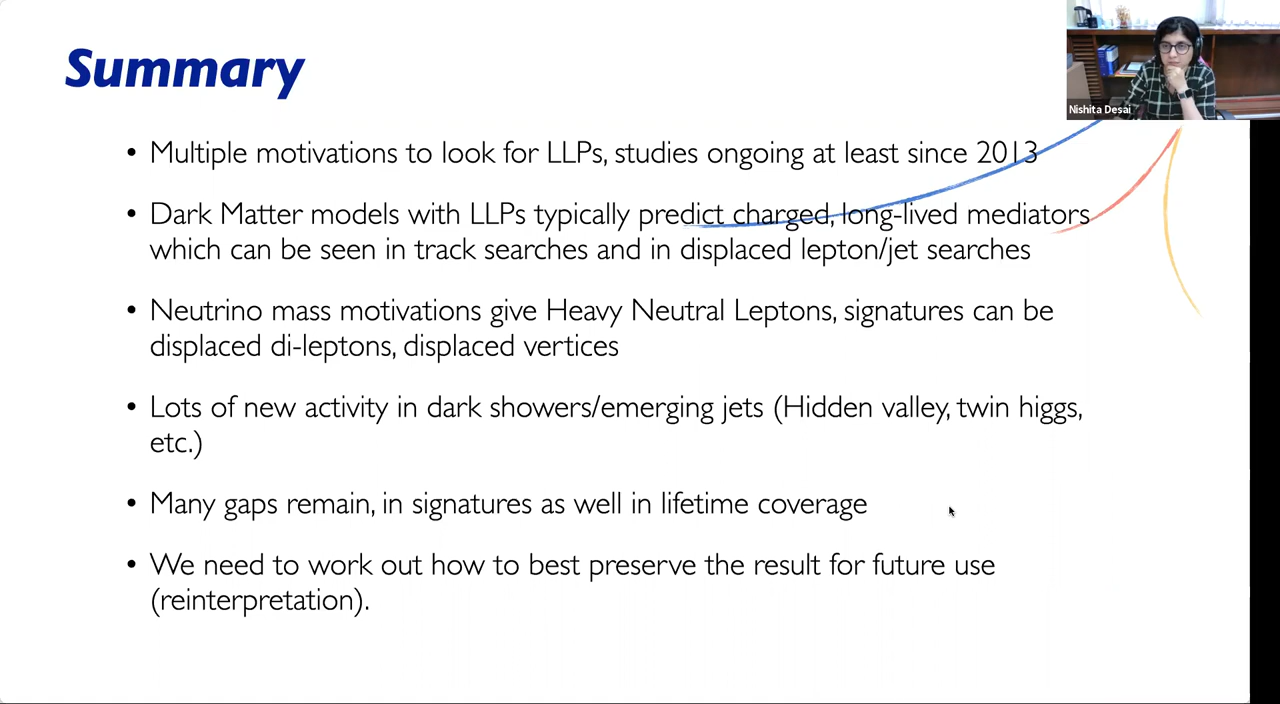 Summary
Nishita Desai
• Multiple motivations to look for LLPs, studies ongoing at least since 2013
• Dark Matter models with LLPs typically predict charged, long-lived mediators
which can be seen in track searches and in displaced lepton/jet searches
• Neutrino mass motivations give Heavy Neutral Leptons, signatures can be
displaced di-leptons, displaced vertices
• Lots of new activity in dark showers/emerging jets (Hidden valley, twin higgs,
etc.)
• Many gaps remain, in signatures as well in lifetime coverage
• We need to work out how to best preserve the result for future use
(reinterpretation).